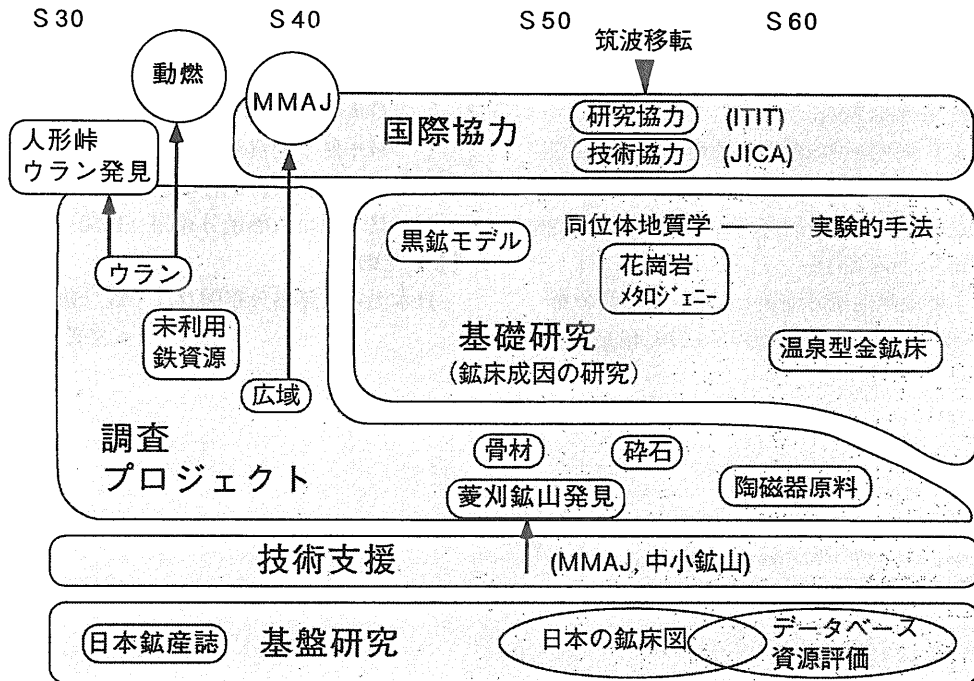 S30 S40 S50 S60
筑波移転
動燃
MMAJ
国際協力
研究協力 (ITIT)
技術協力 (JICA)
人形峠
ウラン発見
ウラン
未利用
鉄資源
広域
黒鉱モデル
同位体地質学 ―― 実験的手法
花崗岩
メタロジェニー
基礎研究
(鉱床成因の研究)
温泉型金鉱床
調査
プロジェクト
骨材 砕石
菱刈鉱山発見
陶磁器原料
技術支援 (MMAJ, 中小鉱山)
日本鉱産誌 基盤研究
日本の鉱床図
データベース
資源評価